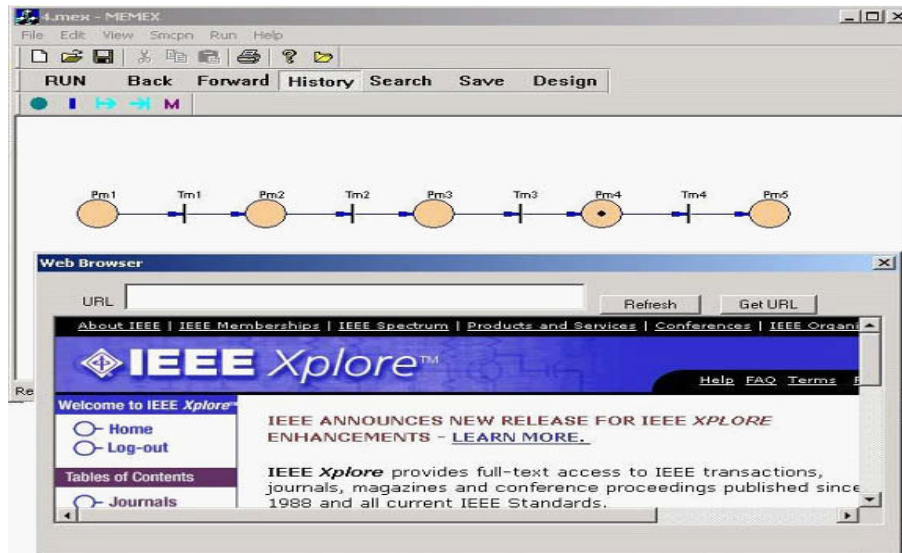 4.mex - MEMEX
File Edit View Smcpn Run Help
RUN Back Forward History Search Save Design
M
Pm1 Tm1 Pm2 Tm2 Pm3 Tm3 Pm4 Tm4 Pm5
Web Browser
URL Refresh Get URL
About IEEE | IEEE Memberships | IEEE Spectrum | Products and Services | Conferences | IEEE Organi
IEEE Xplore™
Help FAQ Terms
Re
Welcome to IEEE Xplore™
Home
Log-out
Tables of Contents
Journals
IEEE ANNOUNCES NEW RELEASE FOR IEEE XPLORE
ENHANCEMENTS - LEARN MORE.
IEEE Xplore provides full-text access to IEEE transactions,
journals, magazines and conference proceedings published since
1988 and all current IEEE Standards.